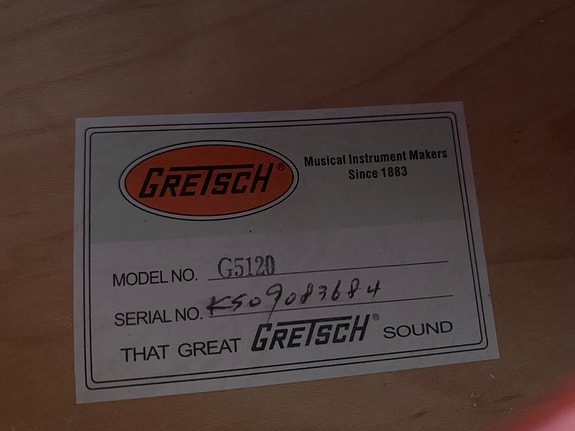 GRETSCH®
Musical Instrument Makers
Since 1883
MODEL NO. G5120
SERIAL NO. KS09083684
THAT GREAT GRETSCH® SOUND